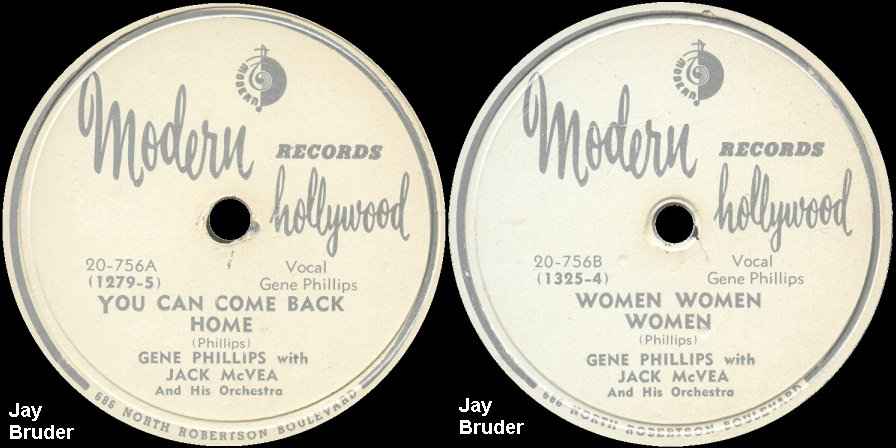 MODERN
Modern
RECORDS
hollywood
20-756A
(1279-5)
Vocal
Gene Phillips
YOU CAN COME BACK
HOME
(Phillips)
GENE PHILLIPS with
JACK McVEA
And His Orchestra
686 NORTH ROBERTSON BOULEVARD
Jay
Bruder
MODERN
Modern
RECORDS
hollywood
20-756B
(1325-4)
Vocal
Gene Phillips
WOMEN WOMEN
WOMEN
(Phillips)
GENE PHILLIPS with
JACK McVEA
And His Orchestra
686 NORTH ROBERTSON BOULEVARD
Jay
Bruder